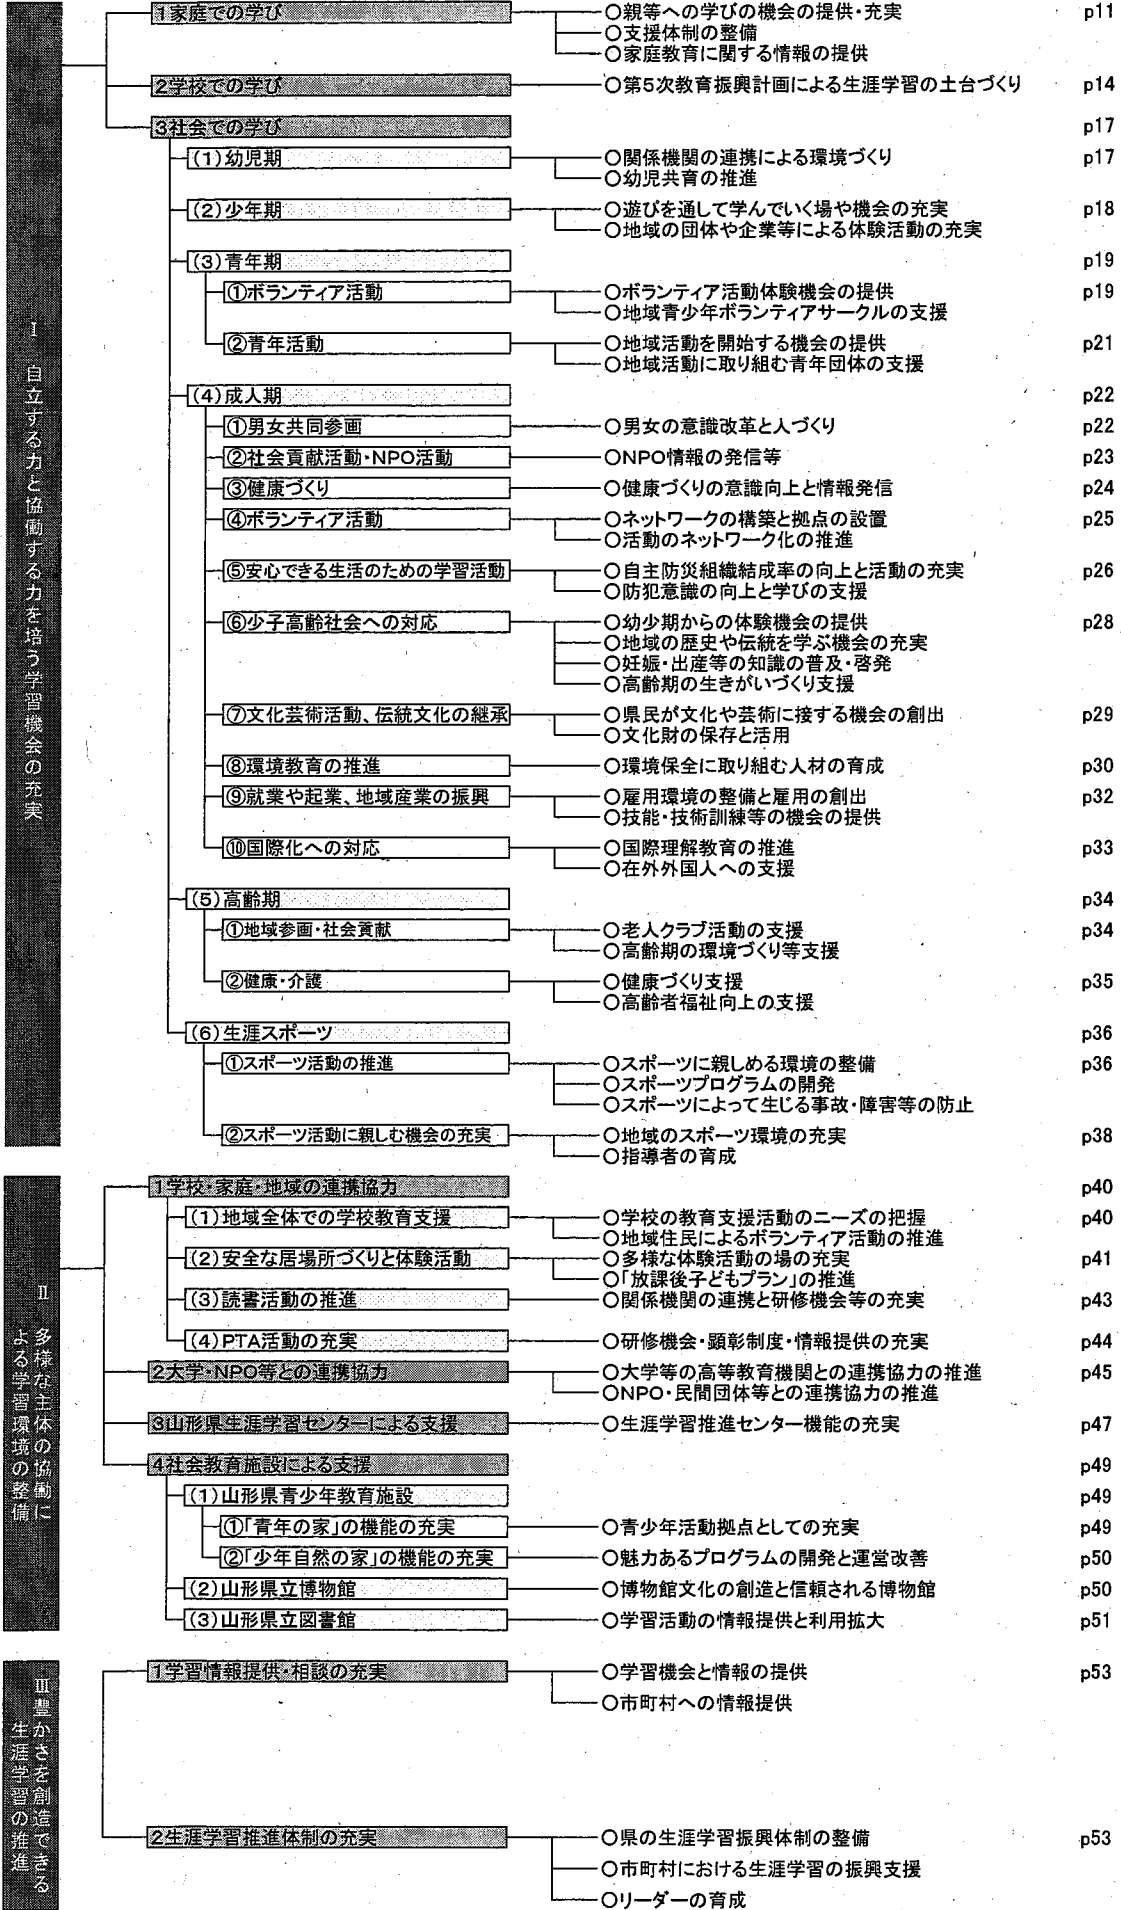 Ⅰ 自立する力と協働する力を培う学習機会の充実
1家庭での学び ○親等への学びの機会の提供・充実 p11
○支援体制の整備
○家庭教育に関する情報の提供
2学校での学び ○第5次教育振興計画による生涯学習の土台づくり p14
3社会での学び p17
(1)幼児期 ○関係機関の連携による環境づくり p17
○幼児共育の推進
(2)少年期 ○遊びを通して学んでいく場や機会の充実 p18
○地域の団体や企業等による体験活動の充実
(3)青年期 p19
①ボランティア活動 ○ボランティア活動体験機会の提供 p19
○地域青少年ボランティアサークルの支援
②青年活動 ○地域活動を開始する機会の提供 p21
○地域活動に取り組む青年団体の支援
(4)成人期 p22
①男女共同参画 ○男女の意識改革と人づくり p22
②社会貢献活動・NPO活動 ○NPO情報の発信等 p23
③健康づくり ○健康づくりの意識向上と情報発信 p24
④ボランティア活動 ○ネットワークの構築と拠点の設置 p25
○活動のネットワーク化の推進
⑤安心できる生活のための学習活動 ○自主防災組織結成率の向上と活動の充実 p26
○防犯意識の向上と学びの支援
⑥少子高齢社会への対応 ○幼少期からの体験機会の提供 p28
○地域の歴史や伝統を学ぶ機会の充実
○妊娠・出産等の知識の普及・啓発
○高齢期の生きがいづくり支援
⑦文化芸術活動、伝統文化の継承 ○県民が文化や芸術に接する機会の創出 p29
○文化財の保存と活用
⑧環境教育の推進 ○環境保全に取り組む人材の育成 p30
⑨就業や起業、地域産業の振興 ○雇用環境の整備と雇用の創出 p32
○技能・技術訓練等の機会の提供
⑩国際化への対応 ○国際理解教育の推進 p33
○在外外国人への支援
(5)高齢期 p34
①地域参画・社会貢献 ○老人クラブ活動の支援 p34
○高齢期の環境づくり等支援
②健康・介護 ○健康づくり支援 p35
○高齢者福祉向上の支援
(6)生涯スポーツ p36
①スポーツ活動の推進 ○スポーツに親しめる環境の整備 p36
○スポーツプログラムの開発
○スポーツによって生じる事故・障害等の防止
②スポーツ活動に親しむ機会の充実 ○地域のスポーツ環境の充実 p38
○指導者の育成
Ⅱ 多様な主体の協働に
よる学習環境の整備
1学校・家庭・地域の連携協力 p40
(1)地域全体での学校教育支援 ○学校の教育支援活動のニーズの把握 p40
○地域住民によるボランティア活動の推進
(2)安全な居場所づくりと体験活動 ○多様な体験活動の場の充実 p41
○「放課後子どもプラン」の推進
(3)読書活動の推進 ○関係機関の連携と研修機会等の充実 p43
(4)PTA活動の充実 ○研修機会・顕彰制度・情報提供の充実 p44
2大学・NPO等との連携協力 ○大学等の高等教育機関との連携協力の推進 p45
○NPO・民間団体等との連携協力の推進
3山形県生涯学習センターによる支援 ○生涯学習推進センター機能の充実 p47
4社会教育施設による支援 p49
(1)山形県青少年教育施設 p49
①「青年の家」の機能の充実 ○青少年活動拠点としての充実 p49
②「少年自然の家」の機能の充実 ○魅力あるプログラムの開発と運営改善 p50
(2)山形県立博物館 ○博物館文化の創造と信頼される博物館 p50
(3)山形県立図書館 ○学習活動の情報提供と利用拡大 p51
Ⅲ 豊かさを創造できる
生涯学習の推進
1学習情報提供・相談の充実 ○学習機会と情報の提供 p53
○市町村への情報提供
2生涯学習推進体制の充実 ○県の生涯学習振興体制の整備 p53
○市町村における生涯学習の振興支援
○リーダーの育成